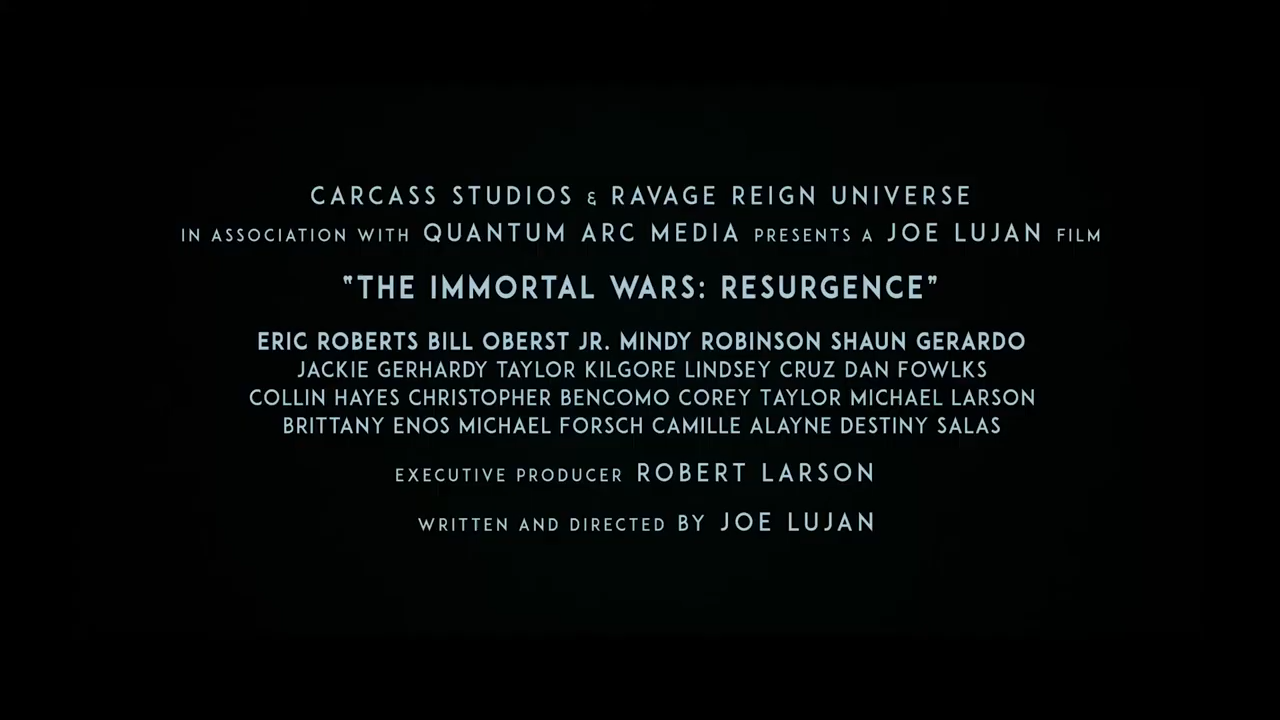 CARCASS STUDIOS & RAVAGE REIGN UNIVERSE
IN ASSOCIATION WITH QUANTUM ARC MEDIA PRESENTS A JOE LUJAN FILM
"THE IMMORTAL WARS: RESURGENCE"
ERIC ROBERTS BILL OBERST JR. MINDY ROBINSON SHAUN GERARDO
JACKIE GERHARDY TAYLOR KILGORE LINDSEY CRUZ DAN FOWLKS
COLLIN HAYES CHRISTOPHER BENCOMO COREY TAYLOR MICHAEL LARSON
BRITTANY ENOS MICHAEL FORSCH CAMILLE ALAYNE DESTINY SALAS
EXECUTIVE PRODUCER ROBERT LARSON
WRITTEN AND DIRECTED BY JOE LUJAN